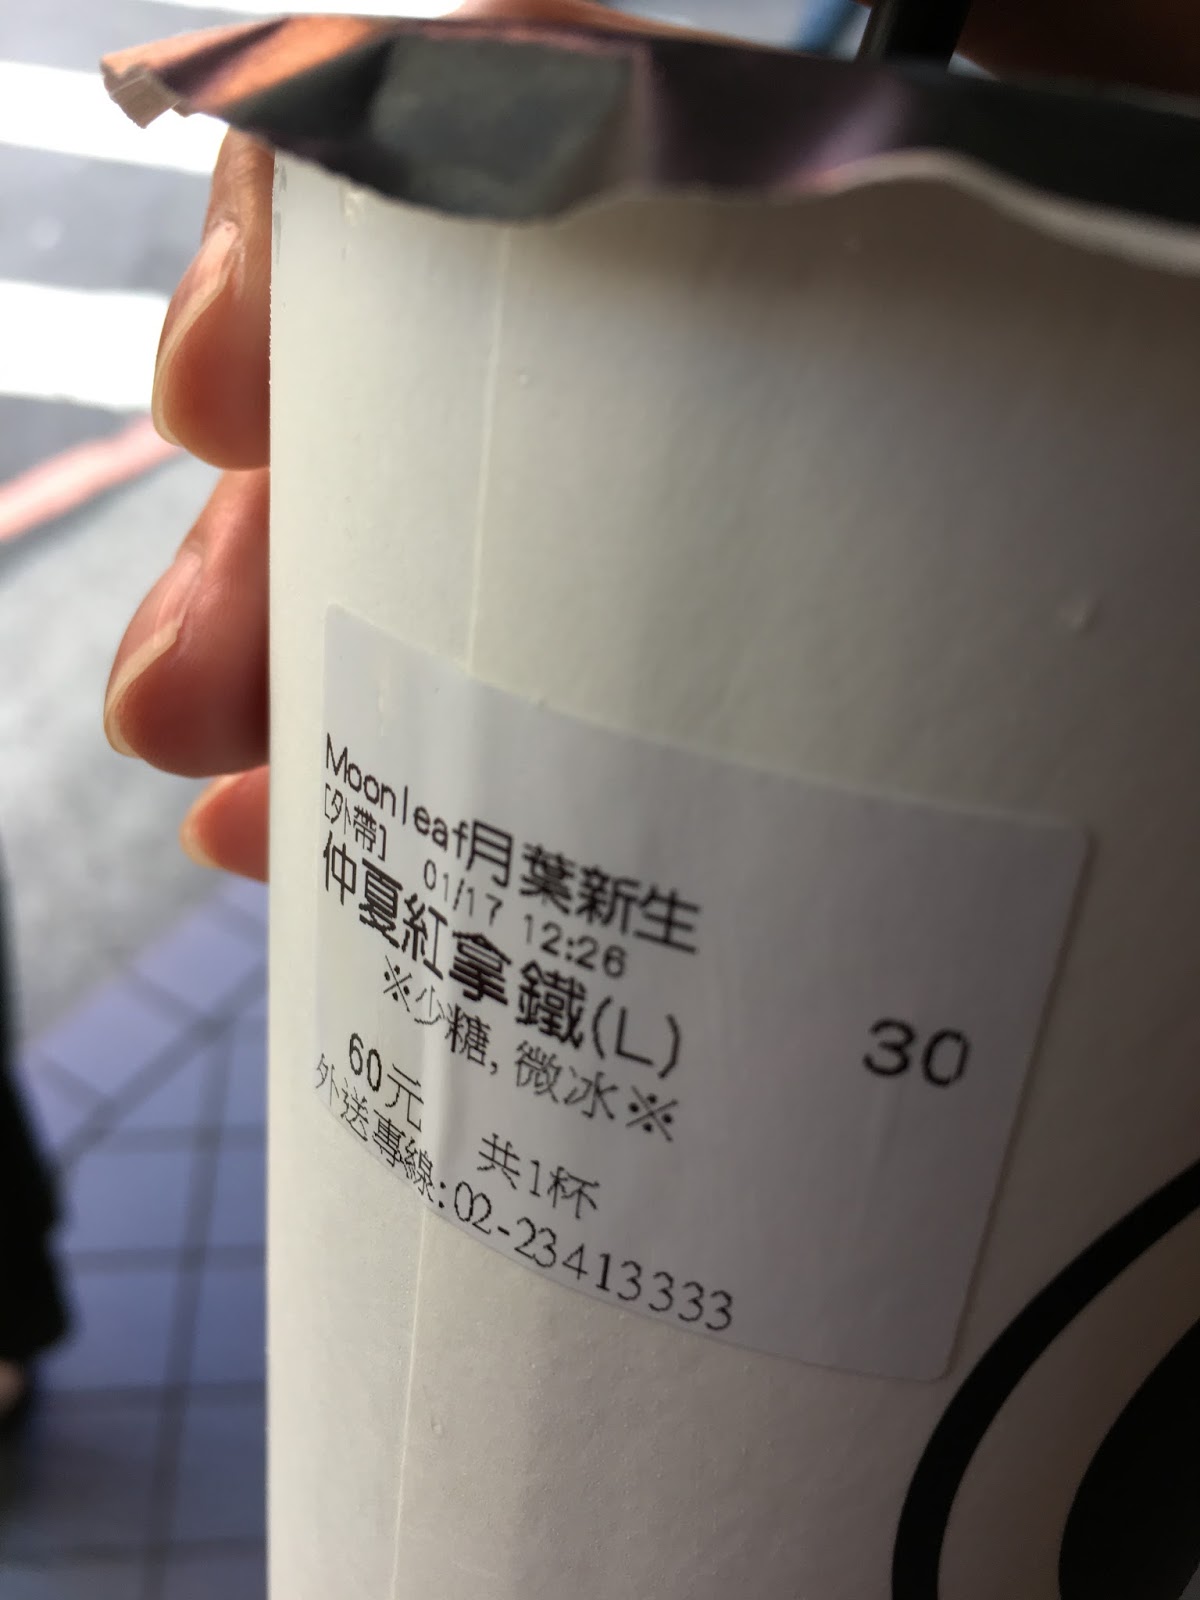 Moonleaf月葉新生
[外帶] 01/17 12:26
仲夏紅拿鐵(L) 30
※少糖,微冰※
60元 共1杯
外送專線:02-23413333